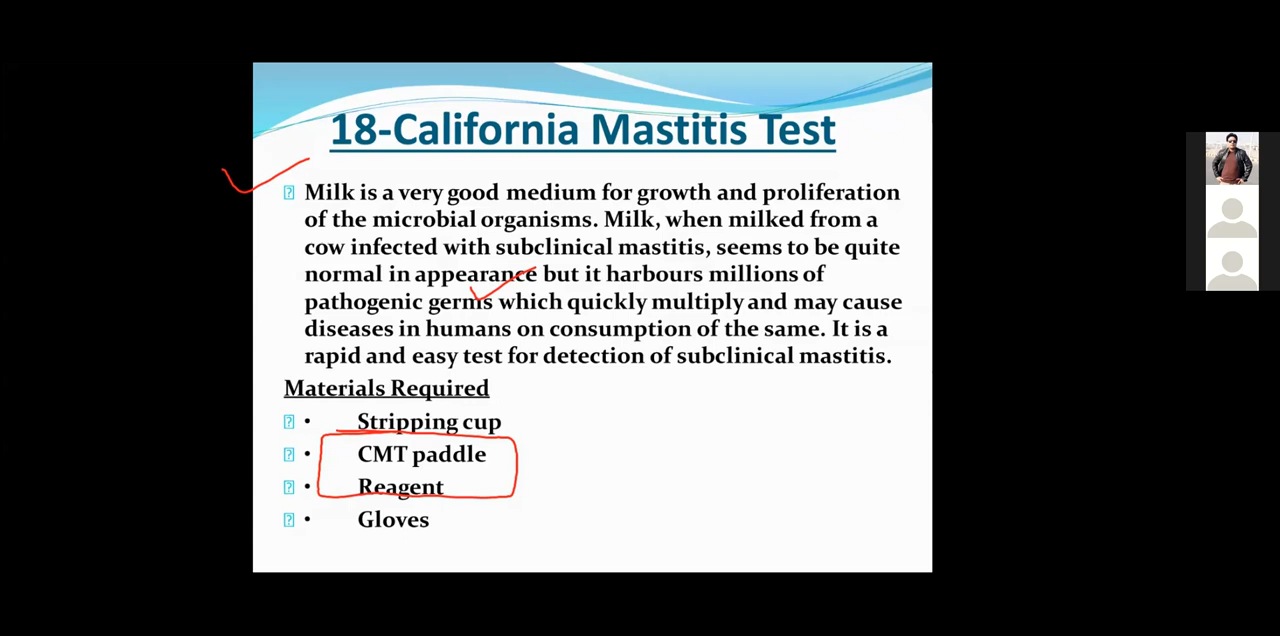 18-California Mastitis Test
Milk is a very good medium for growth and proliferation
of the microbial organisms. Milk, when milked from a
cow infected with subclinical mastitis, seems to be quite
normal in appearance but it harbours millions of
pathogenic germs which quickly multiply and may cause
diseases in humans on consumption of the same. It is a
rapid and easy test for detection of subclinical mastitis.
Materials Required
• Stripping cup
• CMT paddle
• Reagent
• Gloves